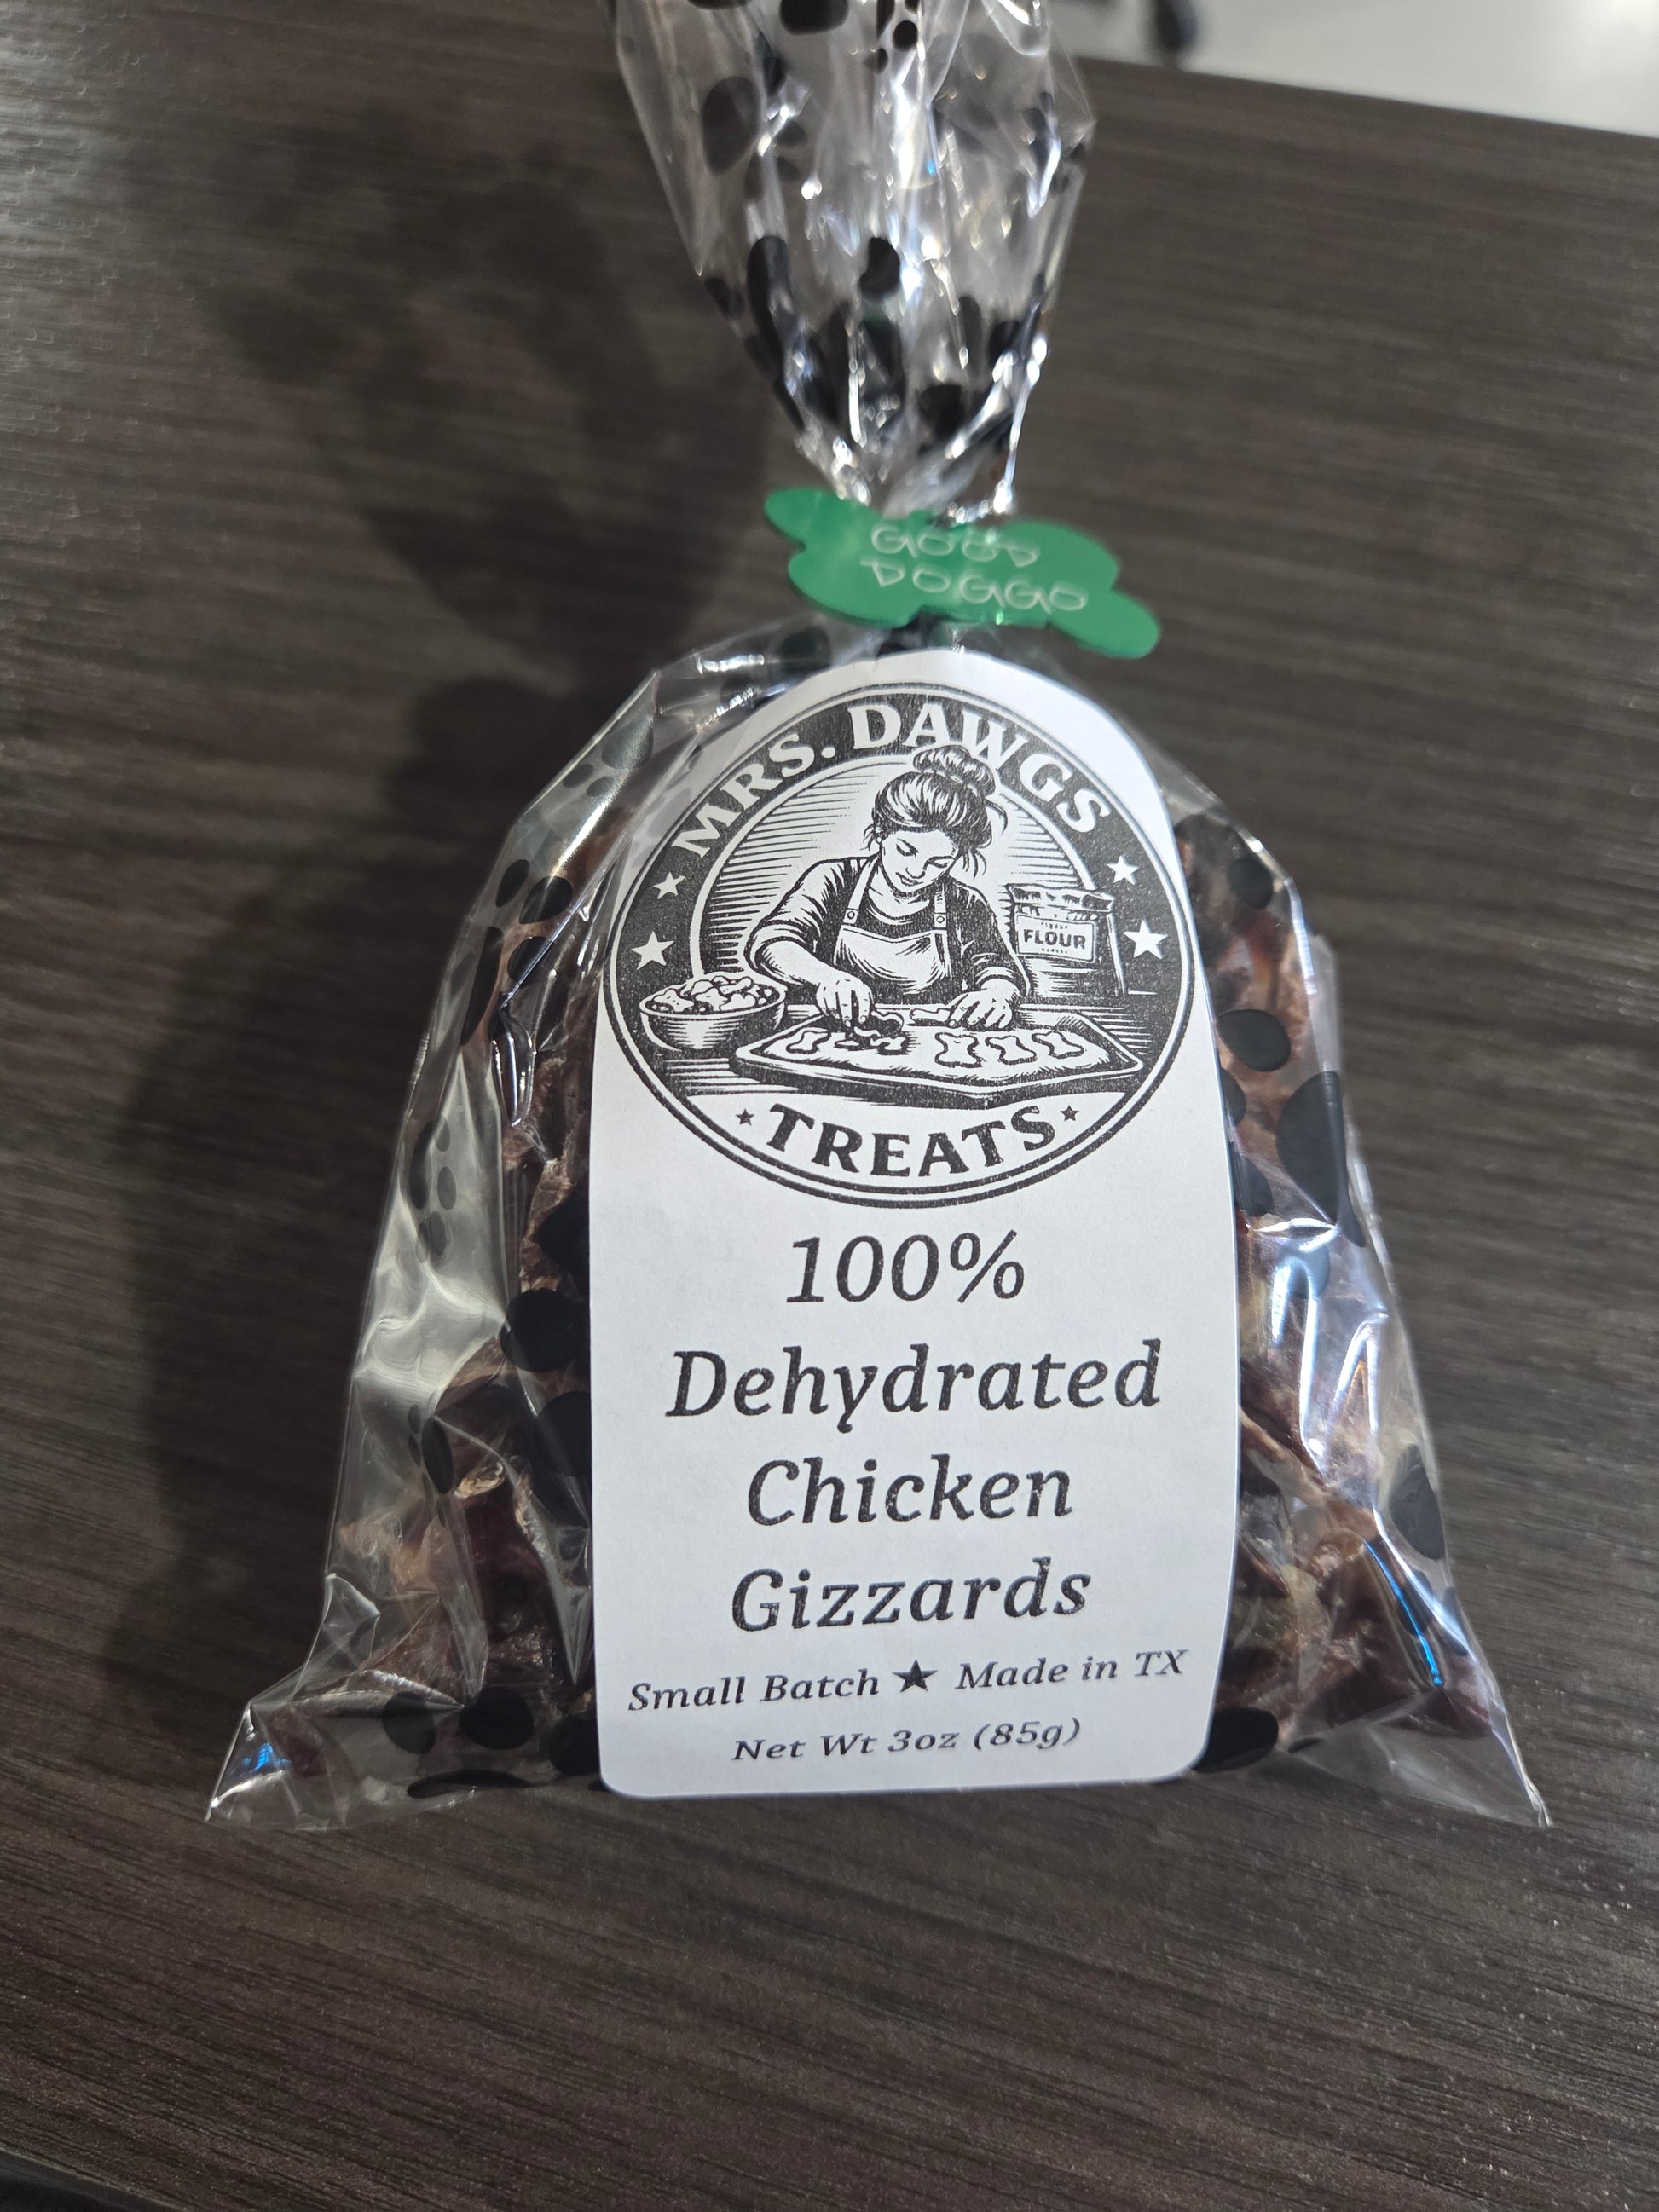 GOOD
DOGGO
MRS. DAWGS
FLOUR
TREATS
100%
Dehydrated
Chicken
Gizzards
Small Batch ★ Made in TX
Net Wt 3oz (85g)